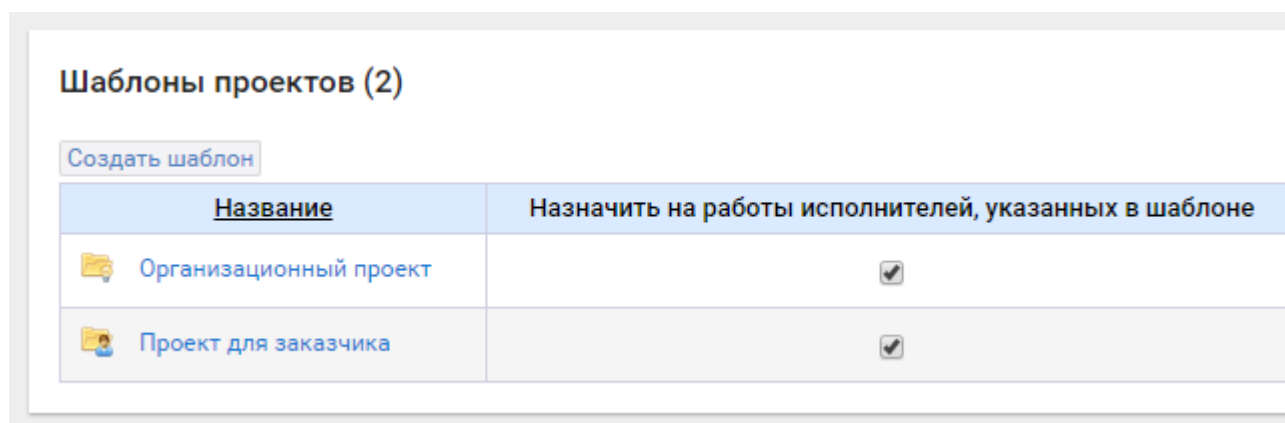 Шаблоны проектов (2)
Создать шаблон
Название
Назначить на работы исполнителей, указанных в шаблоне
Организационный проект
Проект для заказчика